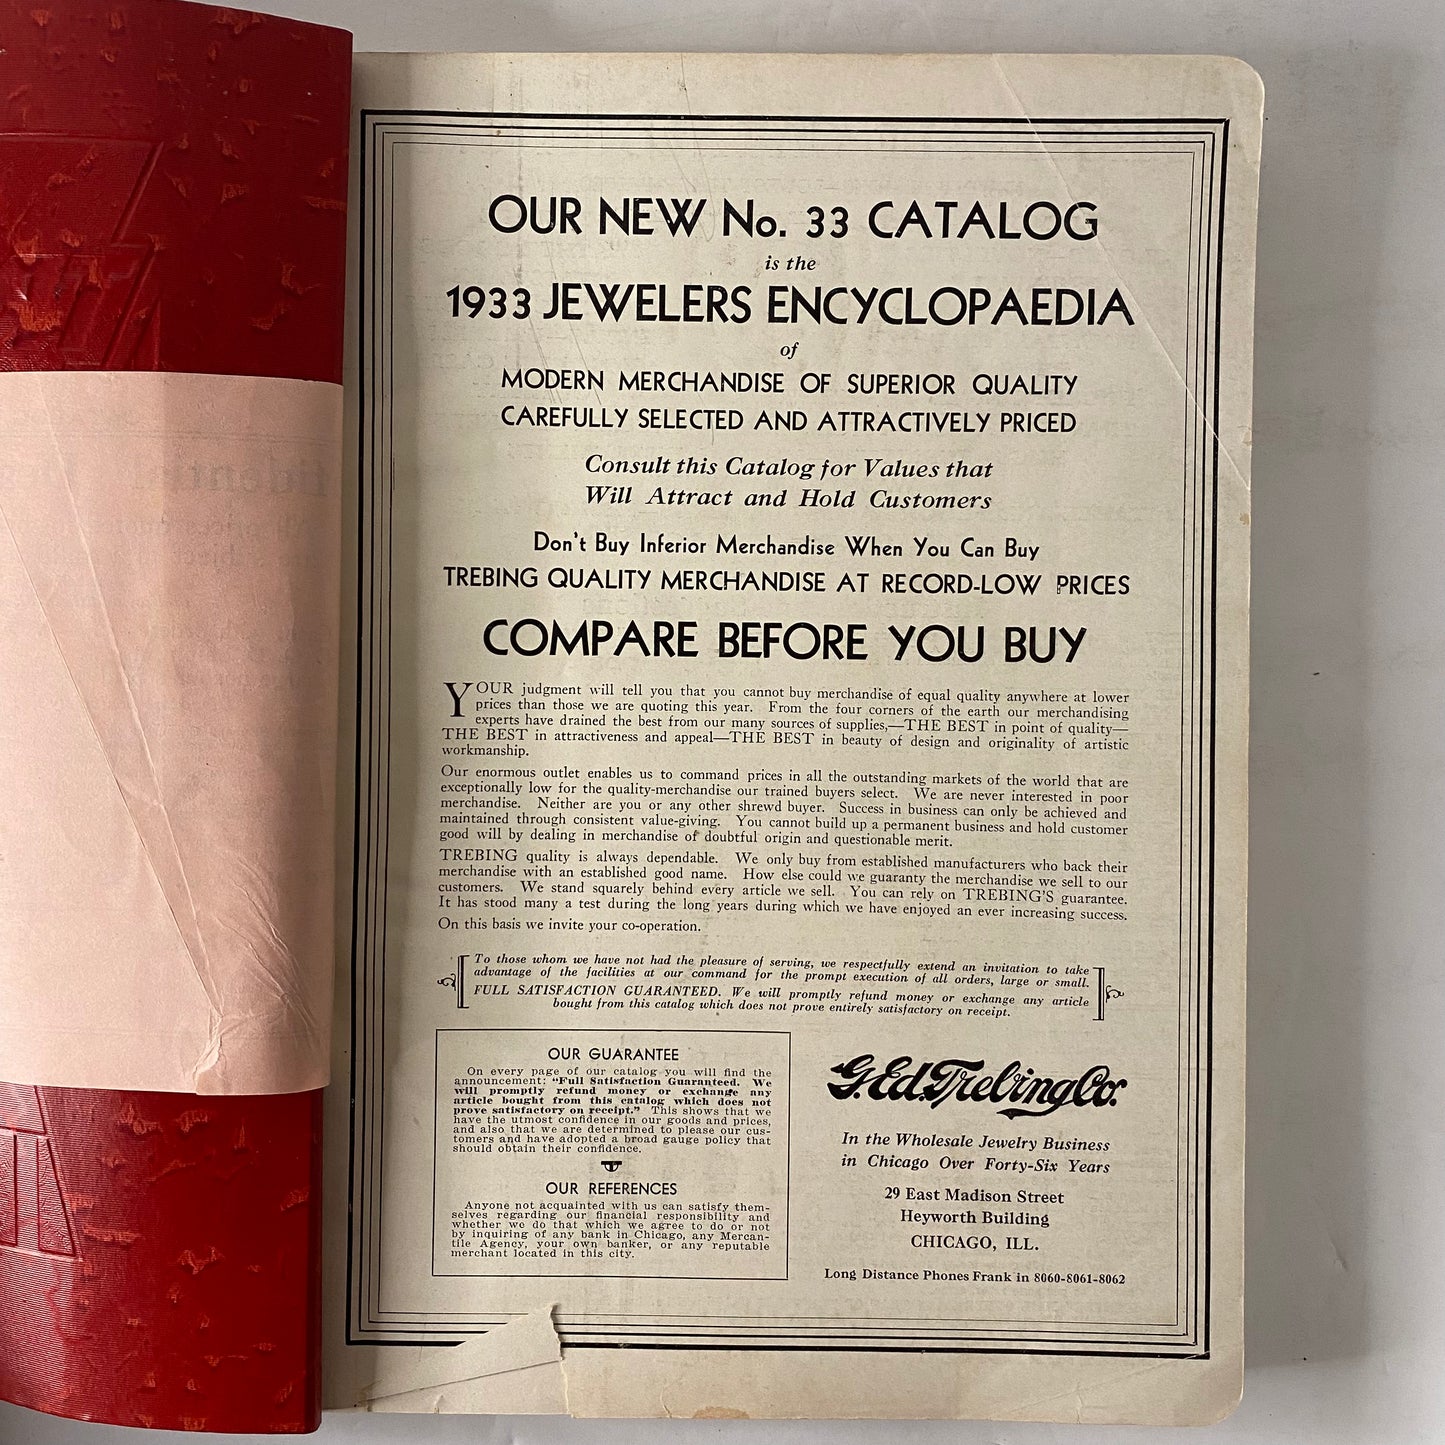 OUR NEW No. 33 CATALOG
is the
1933 JEWELERS ENCYCLOPAEDIA
of
MODERN MERCHANDISE OF SUPERIOR QUALITY
CAREFULLY SELECTED AND ATTRACTIVELY PRICED
Consult this Catalog for Values that
Will Attract and Hold Customers
Don't Buy Inferior Merchandise When You Can Buy
TREBING QUALITY MERCHANDISE AT RECORD-LOW PRICES
COMPARE BEFORE YOU BUY
YOUR judgment will tell you that you cannot buy merchandise of equal quality anywhere at lower
prices than those we are quoting this year. From the four corners of the earth our merchandising
experts have drained the best from our many sources of supplies,—THE BEST in point of quality—
THE BEST in attractiveness and appeal—THE BEST in beauty of design and originality of artistic
workmanship.
Our enormous outlet enables us to command prices in all the outstanding markets of the world that are
exceptionally low for the quality-merchandise our trained buyers select. We are never interested in poor
merchandise. Neither are you or any other shrewd buyer. Success in business can only be achieved and
maintained through consistent value-giving. You cannot build up a permanent business and hold customer
good will by dealing in merchandise of doubtful origin and questionable merit.
TREBING quality is always dependable. We only buy from established manufacturers who back their
merchandise with an established good name. How else could we guaranty the merchandise we sell to our
customers. We stand squarely behind every article we sell. You can rely on TREBING'S guarantee.
It has stood many a test during the long years during which we have enjoyed an ever increasing success.
On this basis we invite your co-operation.
To those whom we have not had the pleasure of serving, we respectfully extend an invitation to take
advantage of the facilities at our command for the prompt execution of all orders, large or small.
FULL SATISFACTION GUARANTEED. We will promptly refund money or exchange any article
bought from this catalog which does not prove entirely satisfactory on receipt.
OUR GUARANTEE
On every page of our catalog you will find the
announcement: "Full Satisfaction Guaranteed. We
will promptly refund money or exchange any
article bought from this catalog which does not
prove satisfactory on receipt." This shows that we
have the utmost confidence in our goods and prices,
and also that we are determined to please our cus-
tomers and have adopted a broad gauge policy that
should obtain their confidence.
OUR REFERENCES
Anyone not acquainted with us can satisfy them-
selves regarding our financial responsibility and
whether we do that which we agree to do or not
by inquiring of any bank in Chicago, any Mercan-
tile Agency, your own banker, or any reputable
merchant located in this city.
G. Ed. Trebing Co.
In the Wholesale Jewelry Business
in Chicago Over Forty-Six Years
29 East Madison Street
Heyworth Building
CHICAGO, ILL.
Long Distance Phones Frank in 8060-8061-8062